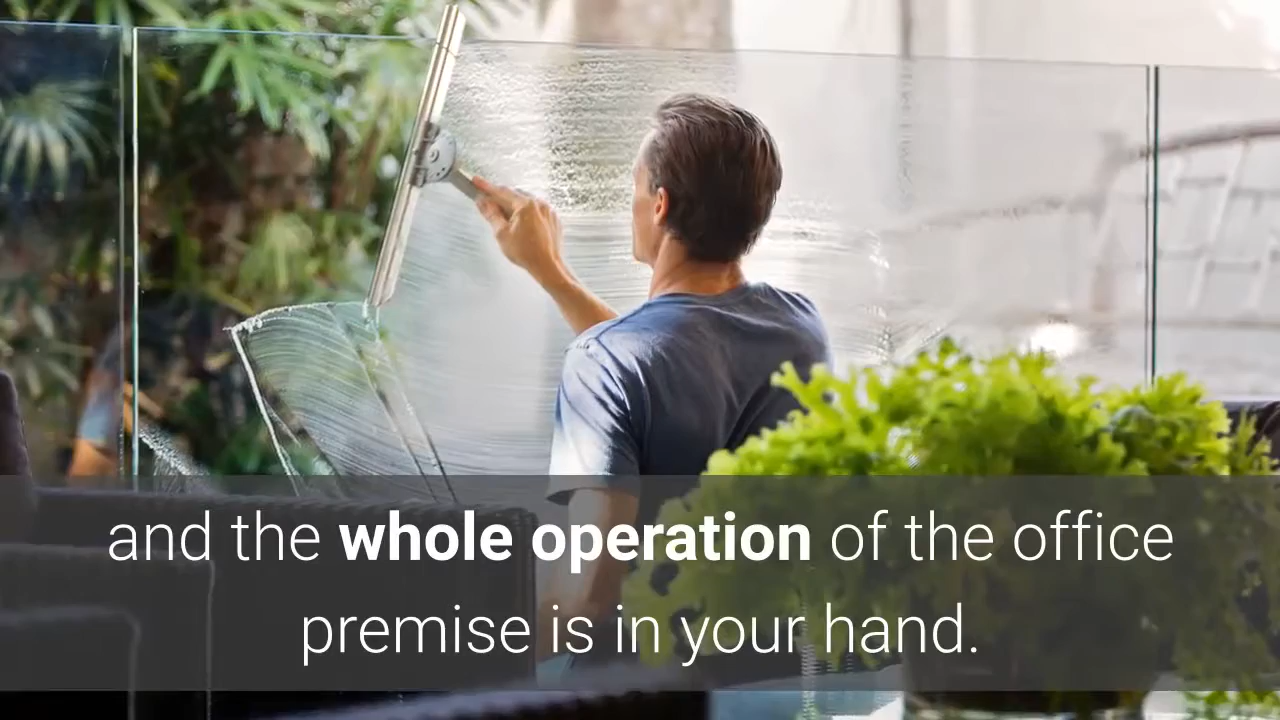 and the whole operation of the office
premise is in your hand.